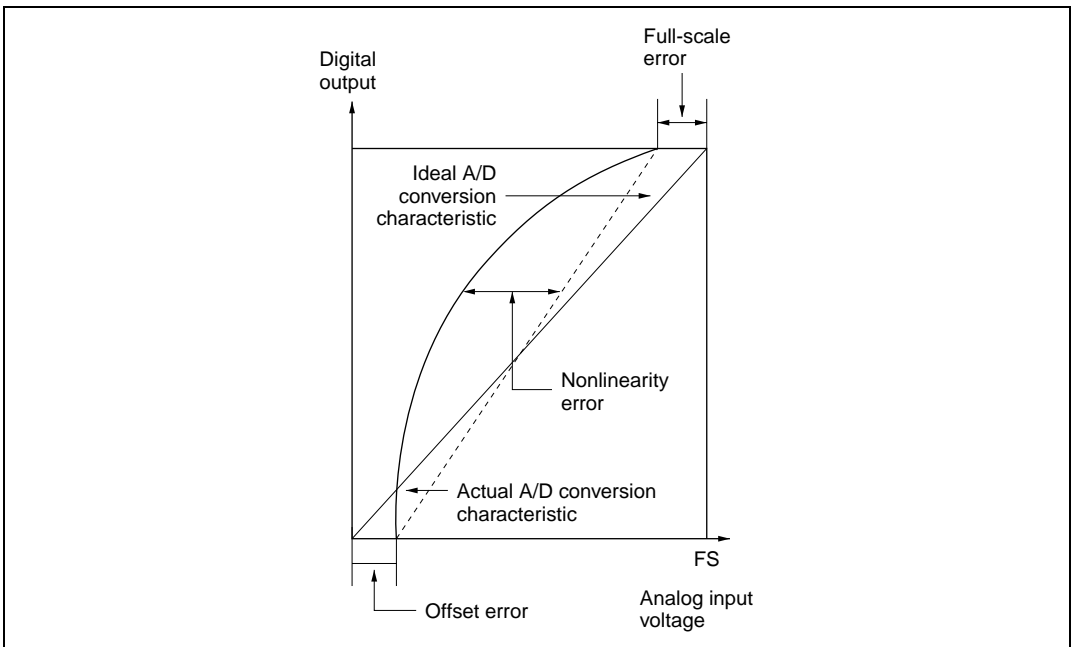 Full-scale
error
Digital
output
Ideal A/D
conversion
characteristic
Nonlinearity
error
Actual A/D conversion
characteristic
FS
Offset error
Analog input
voltage